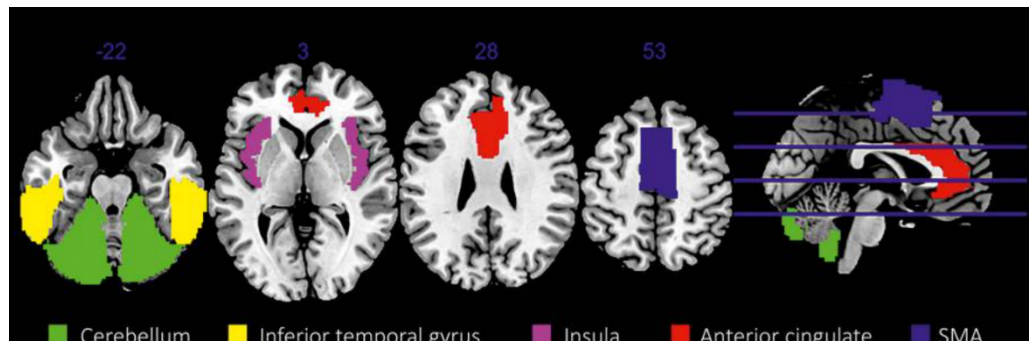 -22 3 28 53
Cerebellum Inferior temporal gyrus Insula Anterior cingulate SMA